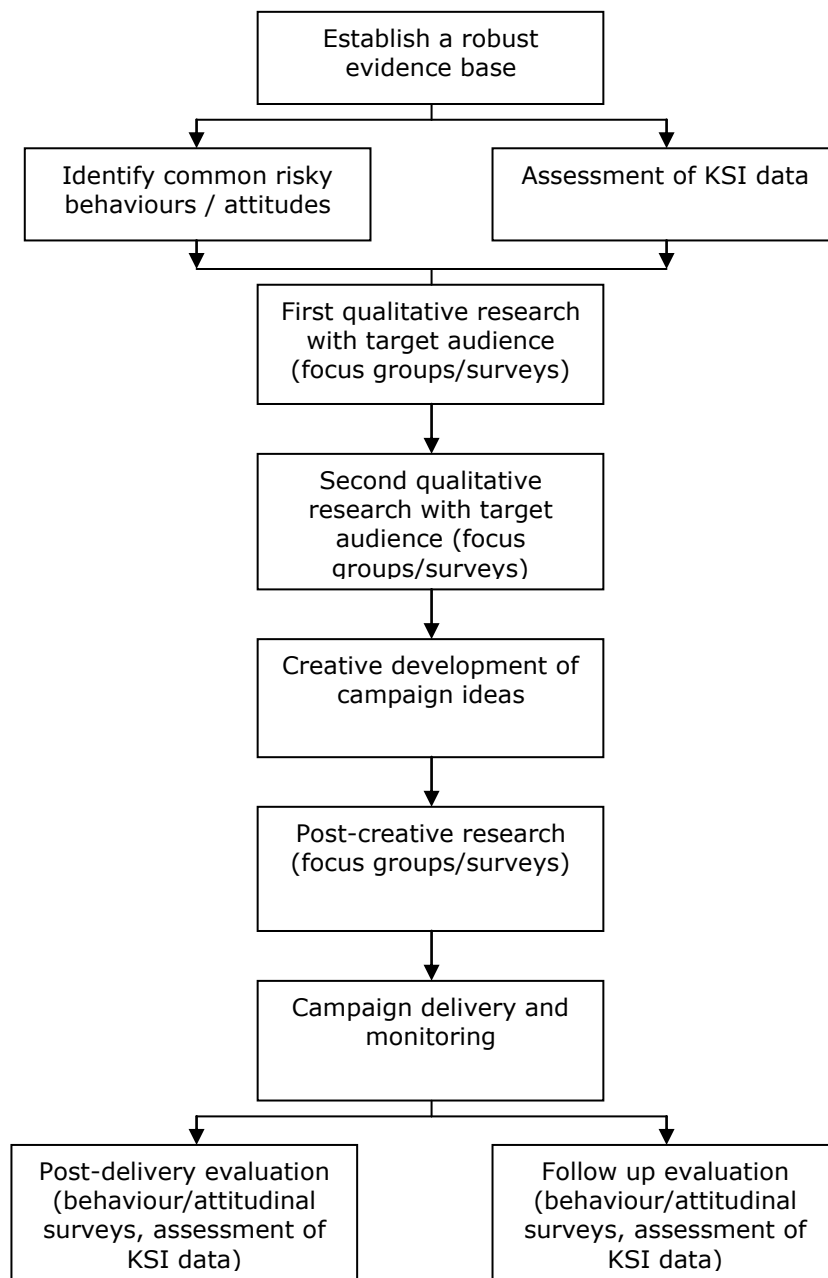 Establish a robust
evidence base
Identify common risky
behaviours / attitudes
Assessment of KSI data
First qualitative research
with target audience
(focus groups/surveys)
Second qualitative
research with target
audience (focus
groups/surveys)
Creative development of
campaign ideas
Post-creative research
(focus groups/surveys)
Campaign delivery and
monitoring
Post-delivery evaluation
(behaviour/attitudinal
surveys, assessment of
KSI data)
Follow up evaluation
(behaviour/attitudinal
surveys, assessment of
KSI data)